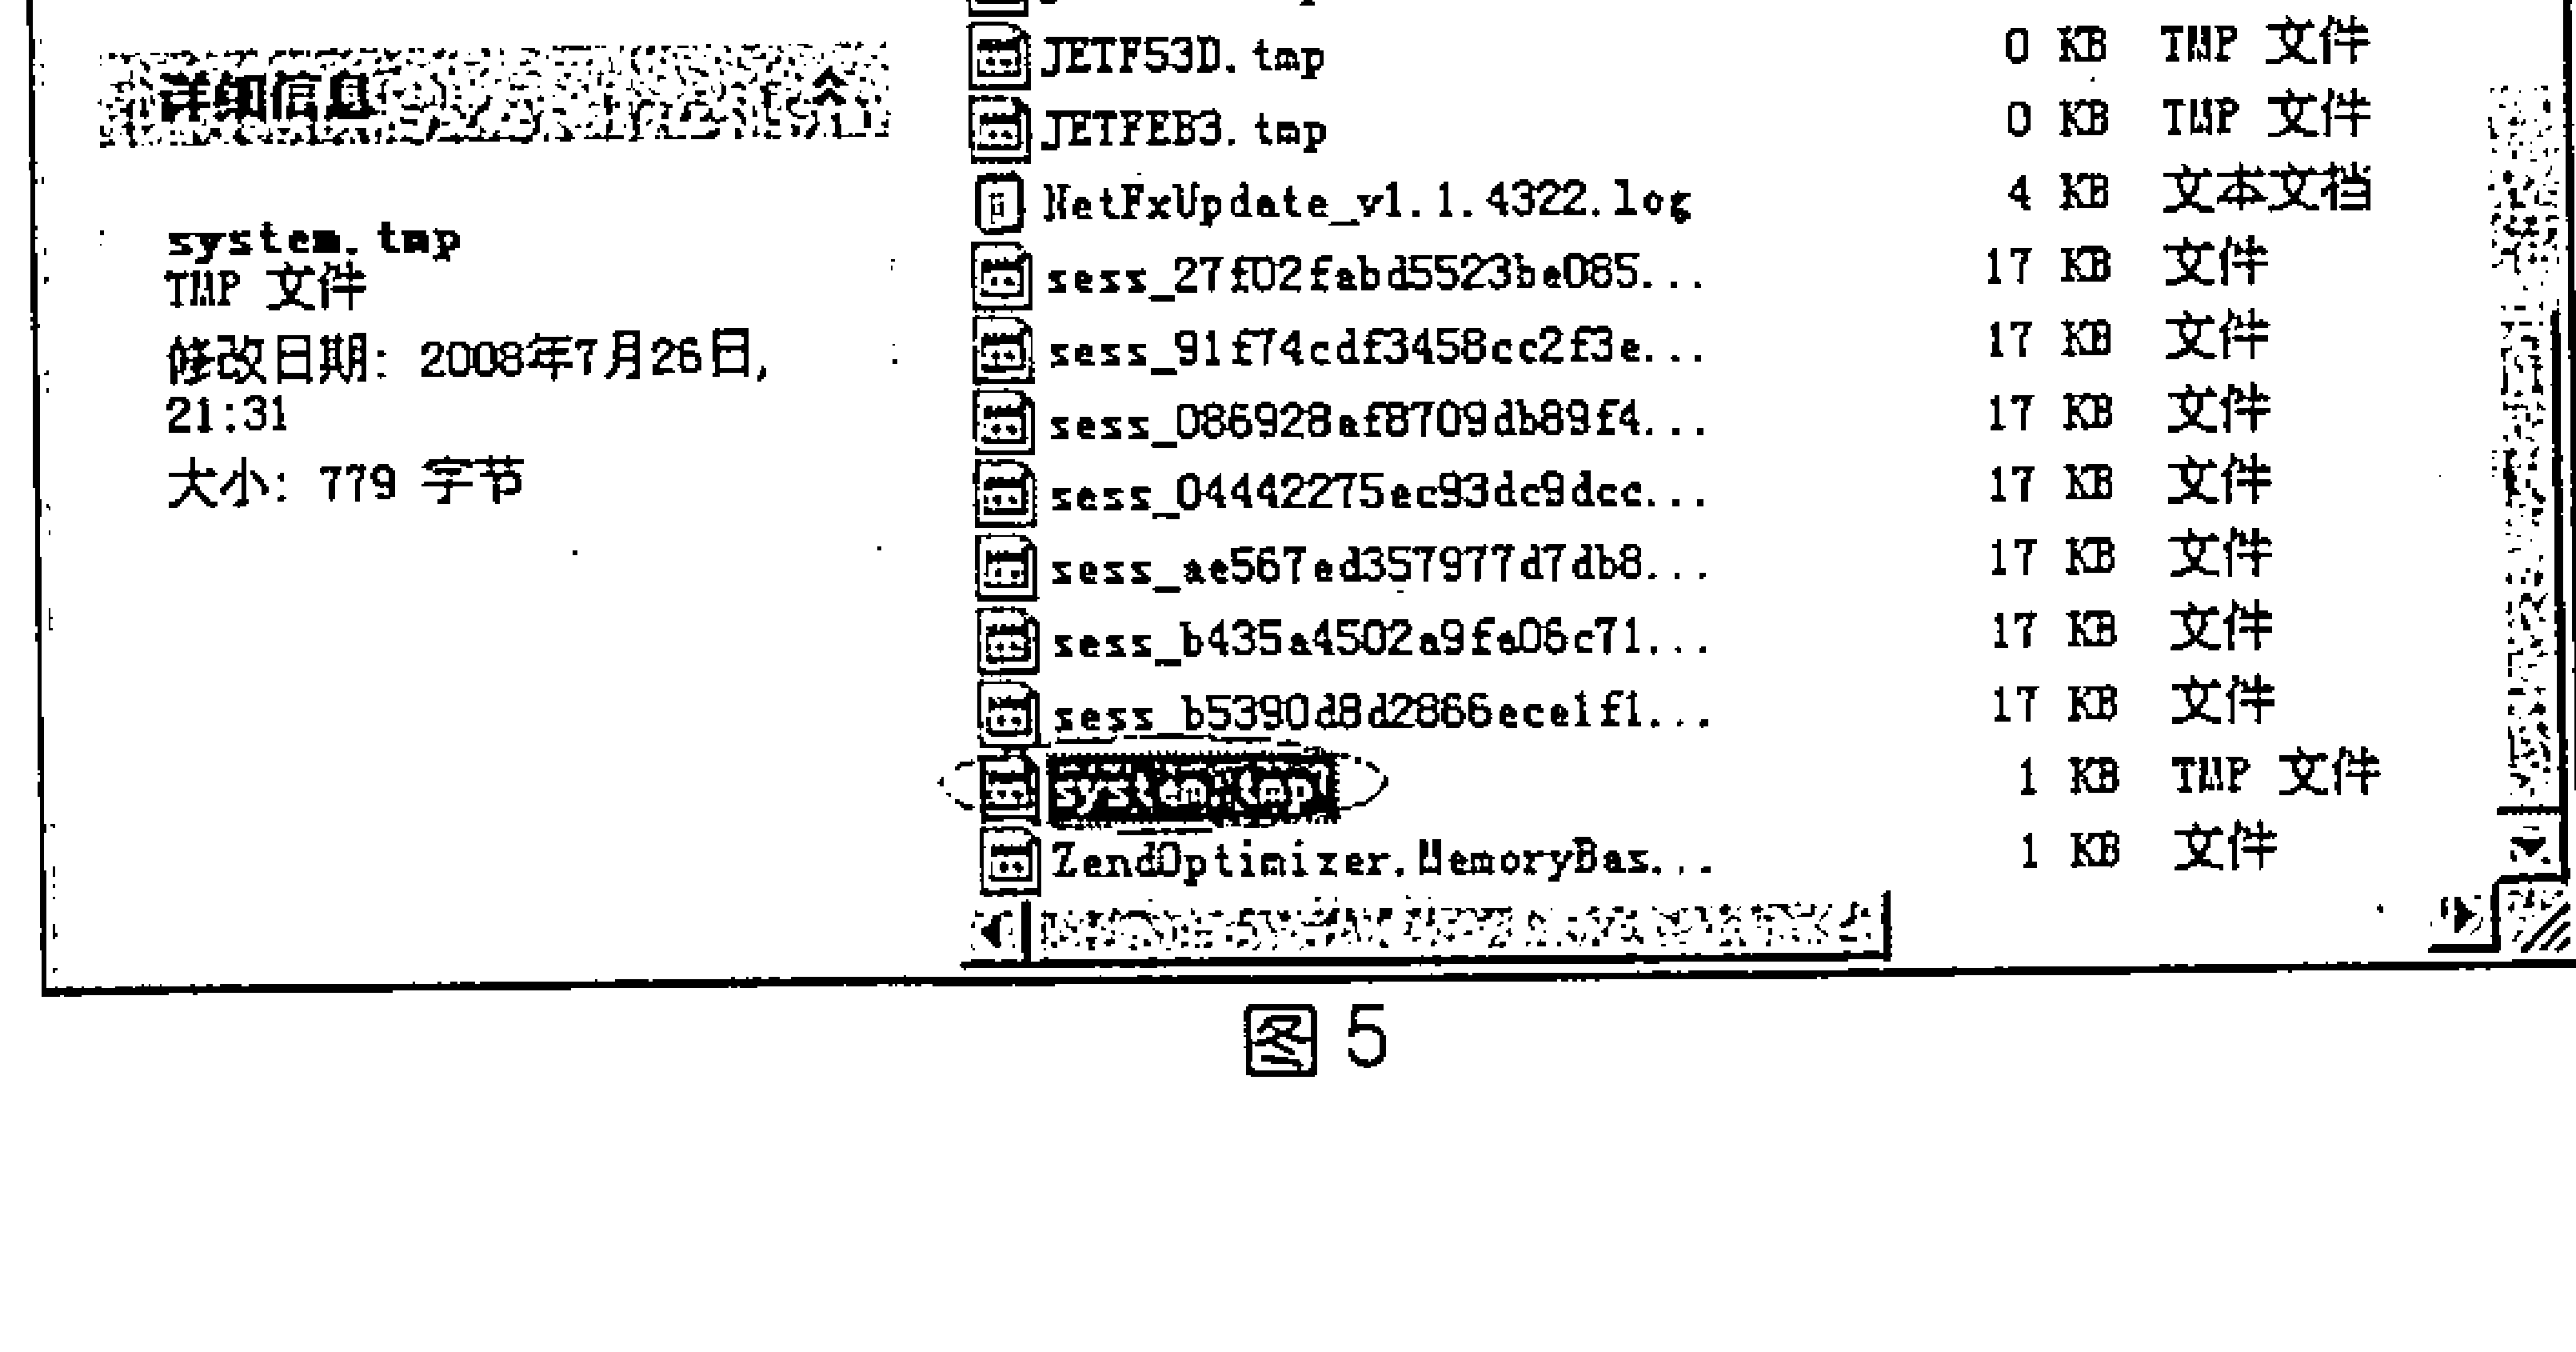 详细信息
system.tmp
TMP 文件
修改日期: 2008年7月26日,
21:31
大小: 779 字节
JETF53D.tmp 0 KB TMP 文件
JETFEB3.tmp 0 KB TMP 文件
NetFxUpdate_v1.1.4322.log 4 KB 文本文档
sess_27f02fabd5523be085... 17 KB 文件
sess_91f74cdf3458cc2f3e... 17 KB 文件
sess_086928af8709db89f4... 17 KB 文件
sess_04442275ec93dc9dcc... 17 KB 文件
sess_ae567ed357977d7db8... 17 KB 文件
sess_b435a4502a9fa06c71... 17 KB 文件
sess_b5390d8d2866ece1f1... 17 KB 文件
system.tmp 1 KB TMP 文件
ZendOptimizer.MemoryBas... 1 KB 文件
图 5